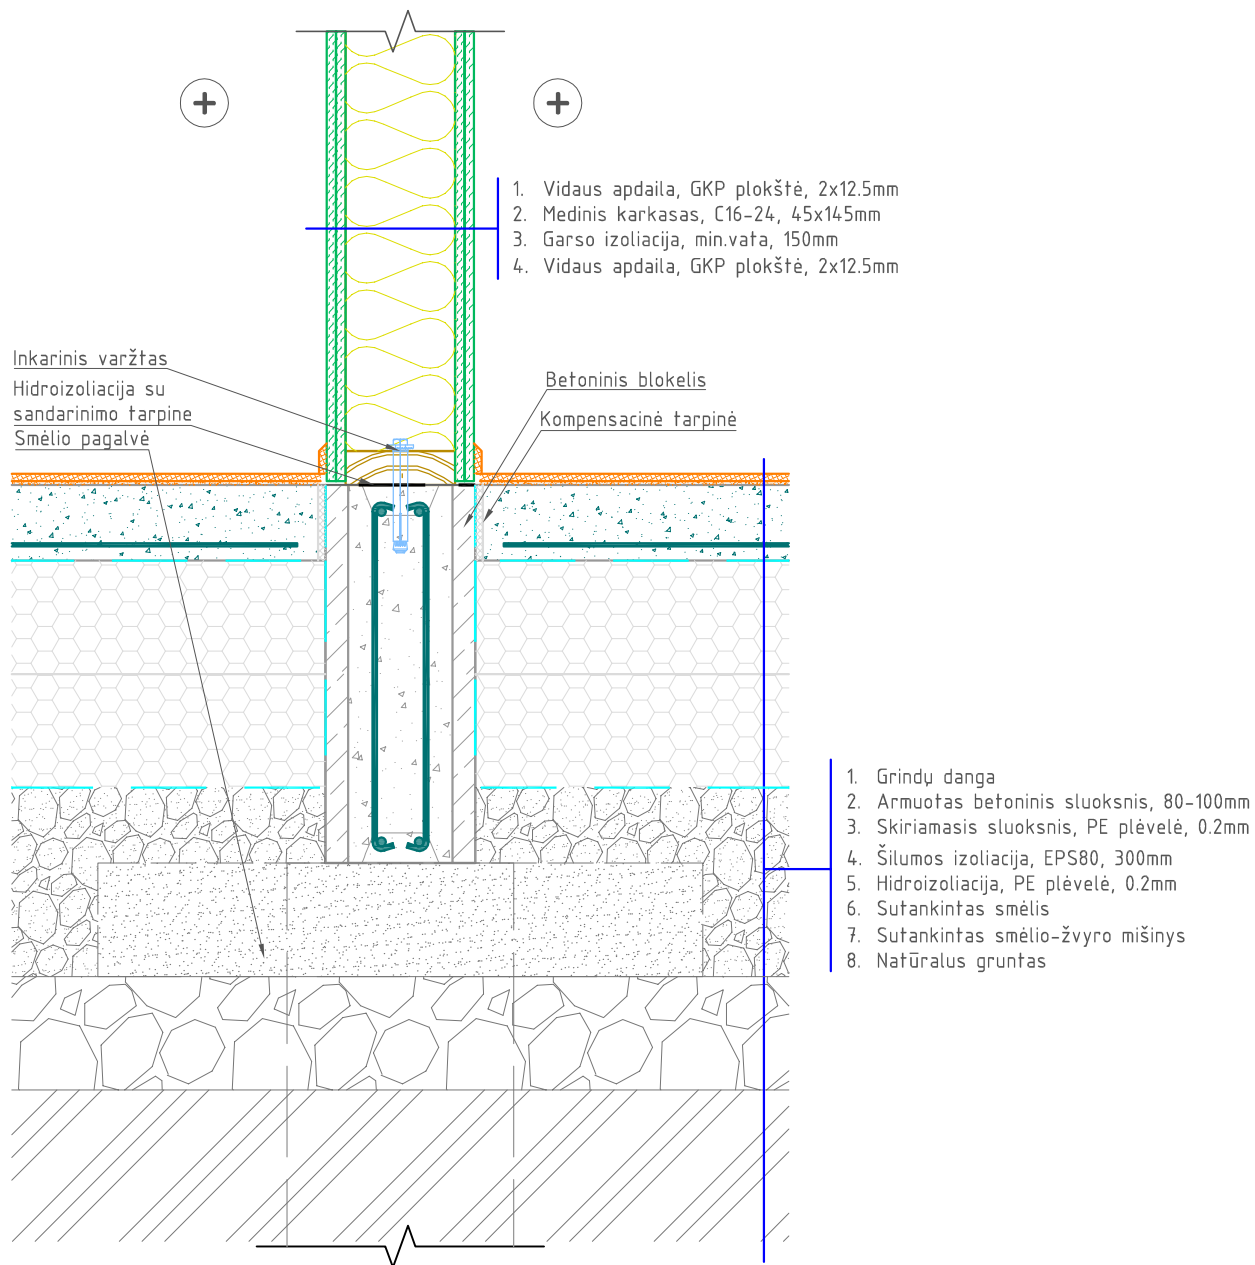 1. Vidaus apdaila, GKP plokštė, 2x12.5mm
2. Medinis karkasas, C16-24, 45x145mm
3. Garso izoliacija, min.vata, 150mm
4. Vidaus apdaila, GKP plokštė, 2x12.5mm
Inkarinis varžtas
Hidroizoliacija su
sandarinimo tarpine
Smėlio pagalvė
Betoninis blokelis
Kompensacinė tarpinė
1. Grindų danga
2. Armuotas betoninis sluoksnis, 80-100mm
3. Skiriamasis sluoksnis, PE plėvelė, 0.2mm
4. Šilumos izoliacija, EPS80, 300mm
5. Hidroizoliacija, PE plėvelė, 0.2mm
6. Sutankintas smėlis
7. Sutankintas smėlio-žvyro mišinys
8. Natūralus gruntas